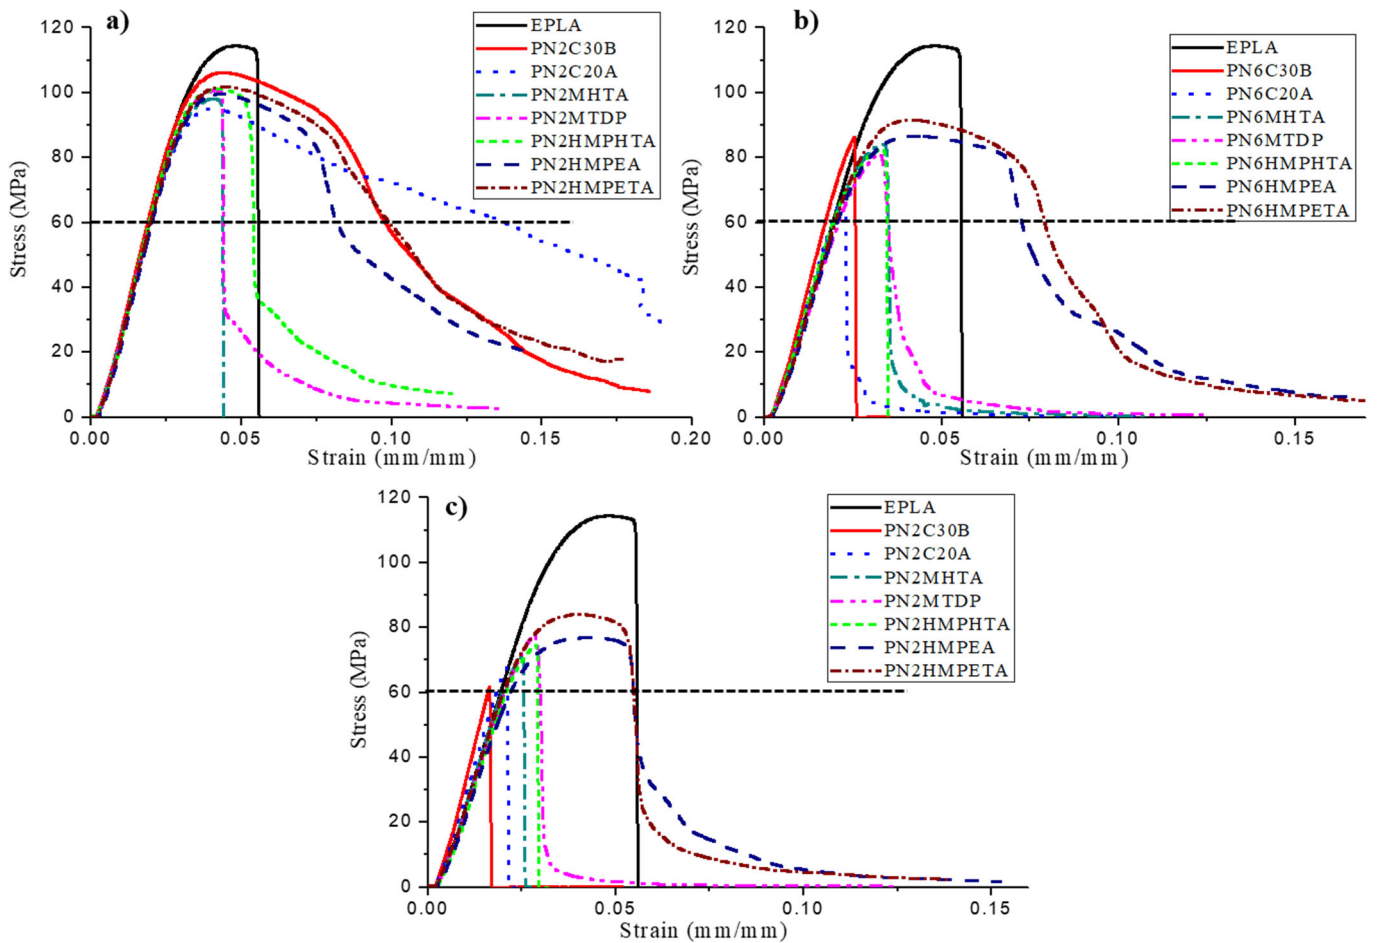 a)
EPLA
PN2C30B
PN2C20A
PN2MHTA
PN2MTDP
PN2HMPHTA
PN2HMPEA
PN2HMPETA
120
100
80
60
40
20
0
Stress (MPa)
0.00 0.05 0.10 0.15 0.20
Strain (mm/mm)
b)
EPLA
PN6C30B
PN6C20A
PN6MHTA
PN6MTDP
PN6HMPHTA
PN6HMPEA
PN6HMPETA
120
100
80
60
40
20
0
Stress (MPa)
0.00 0.05 0.10 0.15
Strain (mm/mm)
c)
EPLA
PN2C30B
PN2C20A
PN2MHTA
PN2MTDP
PN2HMPHTA
PN2HMPEA
PN2HMPETA
120
100
80
60
40
20
0
Stress (MPa)
0.00 0.05 0.10 0.15
Strain (mm/mm)